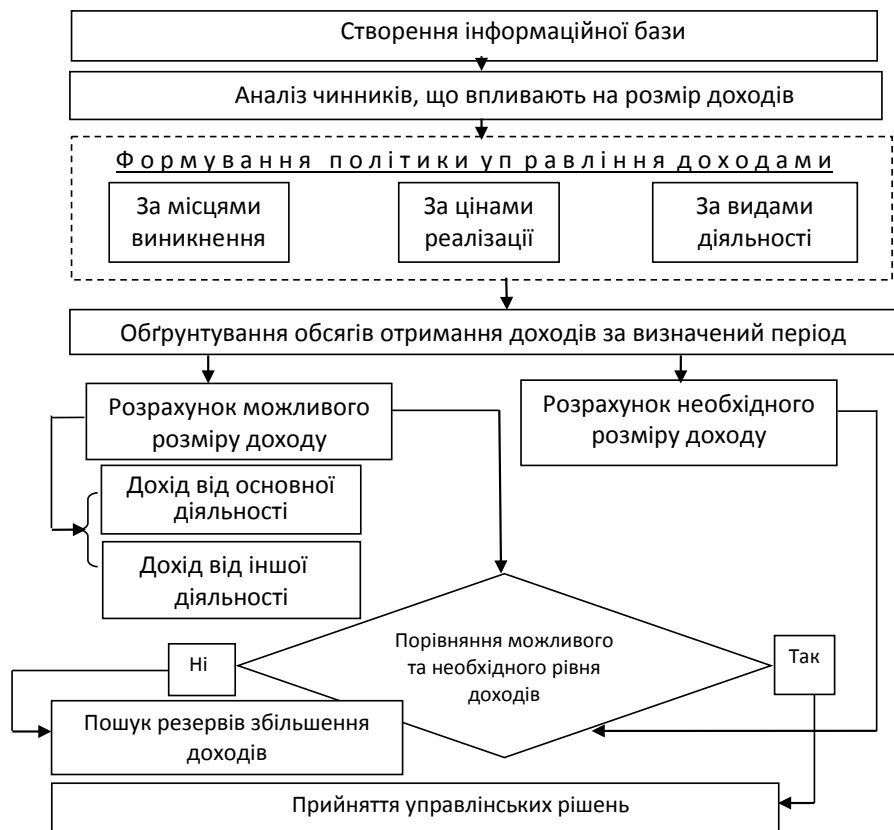 Створення інформаційної бази
Аналіз чинників, що впливають на розмір доходів
Формування політики управління доходами
За місцями
виникнення
За цінами
реалізації
За видами
діяльності
Обґрунтування обсягів отримання доходів за визначений період
Розрахунок можливого
розміру доходу
Розрахунок необхідного
розміру доходу
Дохід від основної
діяльності
Дохід від іншої
діяльності
Порівняння можливого
та необхідного рівня
доходів
Ні
Так
Пошук резервів збільшення
доходів
Прийняття управлінських рішень